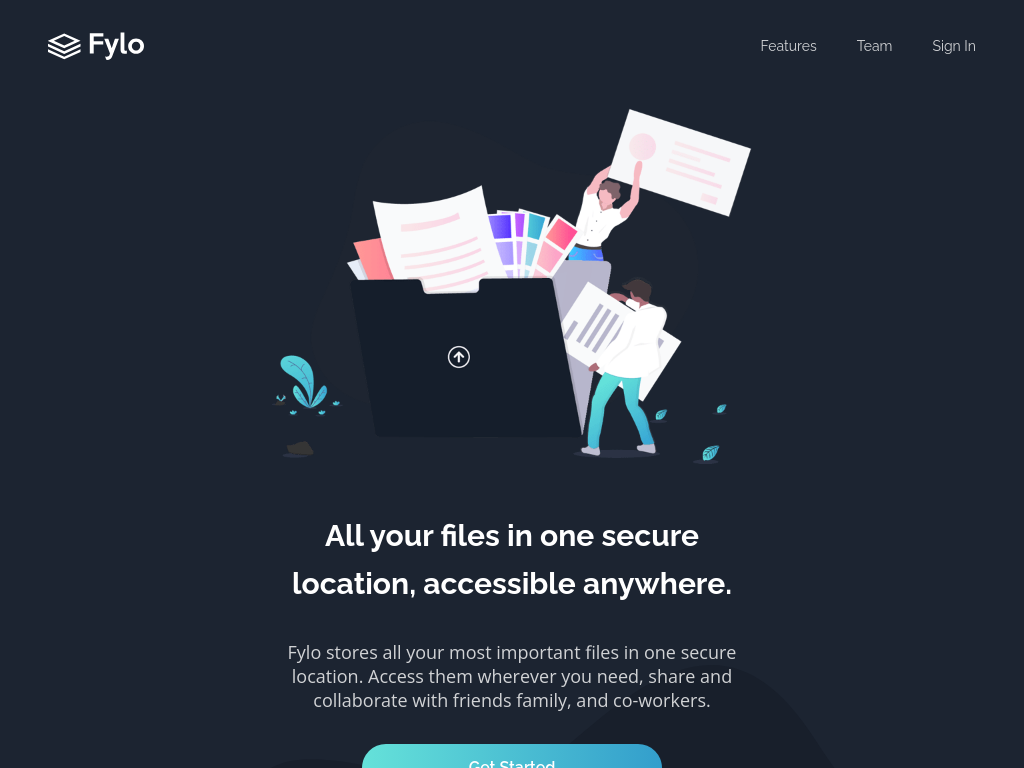 Fylo
Features
Team
Sign In
All your files in one secure
location, accessible anywhere.
Fylo stores all your most important files in one secure
location. Access them wherever you need, share and
collaborate with friends family, and co-workers.
Get Started